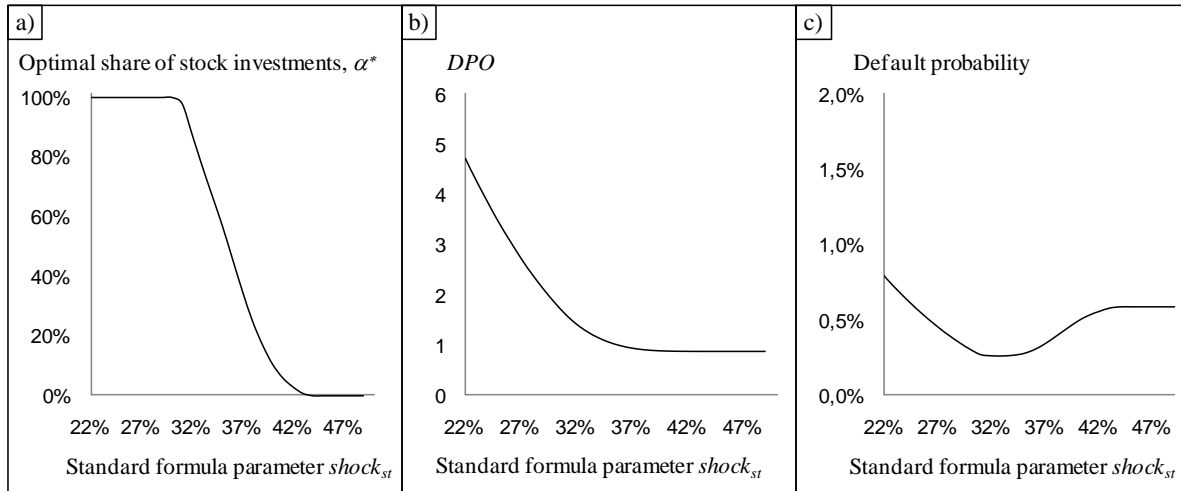 a)
Optimal share of stock investments, α*
100%
80%
60%
40%
20%
0%
22% 27% 32% 37% 42% 47%
Standard formula parameter shock_st
b)
DPO
6
5
4
3
2
1
0
22% 27% 32% 37% 42% 47%
Standard formula parameter shock_st
c)
Default probability
2,0%
1,5%
1,0%
0,5%
0,0%
22% 27% 32% 37% 42% 47%
Standard formula parameter shock_st